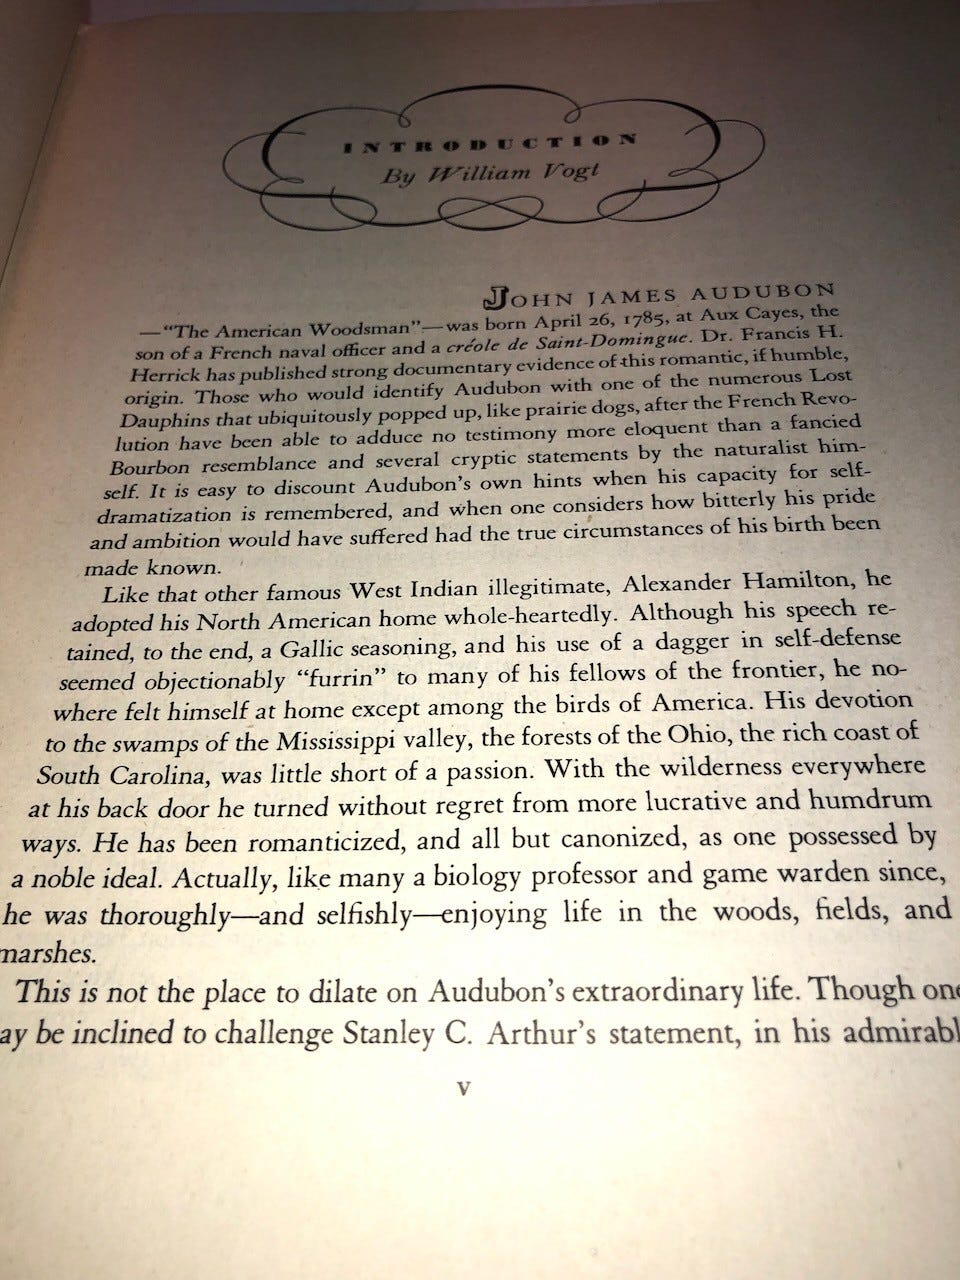 INTRODUCTION
By William Vogt
JOHN JAMES AUDUBON
—"The American Woodsman"—was born April 26, 1785, at Aux Cayes, the
son of a French naval officer and a créole de Saint-Domingue. Dr. Francis H.
Herrick has published strong documentary evidence of this romantic, if humble,
origin. Those who would identify Audubon with one of the numerous Lost
Dauphins that ubiquitously popped up, like prairie dogs, after the French Revo-
lution have been able to adduce no testimony more eloquent than a fancied
Bourbon resemblance and several cryptic statements by the naturalist him-
self. It is easy to discount Audubon's own hints when his capacity for self-
dramatization is remembered, and when one considers how bitterly his pride
and ambition would have suffered had the true circumstances of his birth been
made known.
Like that other famous West Indian illegitimate, Alexander Hamilton, he
adopted his North American home whole-heartedly. Although his speech re-
tained, to the end, a Gallic seasoning, and his use of a dagger in self-defense
seemed objectionably "furrin" to many of his fellows of the frontier, he no-
where felt himself at home except among the birds of America. His devotion
to the swamps of the Mississippi valley, the forests of the Ohio, the rich coast of
South Carolina, was little short of a passion. With the wilderness everywhere
at his back door he turned without regret from more lucrative and humdrum
ways. He has been romanticized, and all but canonized, as one possessed by
a noble ideal. Actually, like many a biology professor and game warden since,
he was thoroughly—and selfishly—enjoying life in the woods, fields, and
marshes.
This is not the place to dilate on Audubon's extraordinary life. Though one
ay be inclined to challenge Stanley C. Arthur's statement, in his admirabl
v